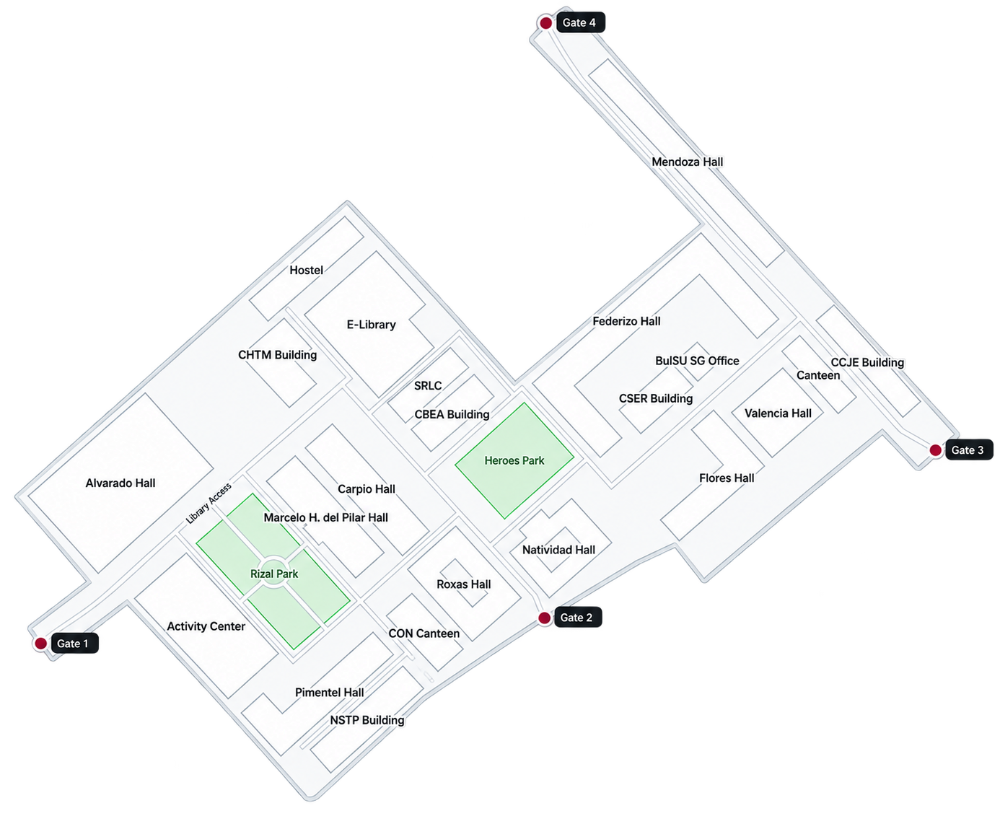 Gate 4
Mendoza Hall
Hostel
E-Library
Federizo Hall
CHTM Building
BulSU SG Office
CCJE Building
Canteen
SRLC
CSER Building
CBEA Building
Valencia Hall
Gate 3
Heroes Park
Flores Hall
Alvarado Hall
Carpio Hall
Library Access
Marcelo H. del Pilar Hall
Natividad Hall
Rizal Park
Roxas Hall
Gate 2
Activity Center
CON Canteen
Gate 1
Pimentel Hall
NSTP Building